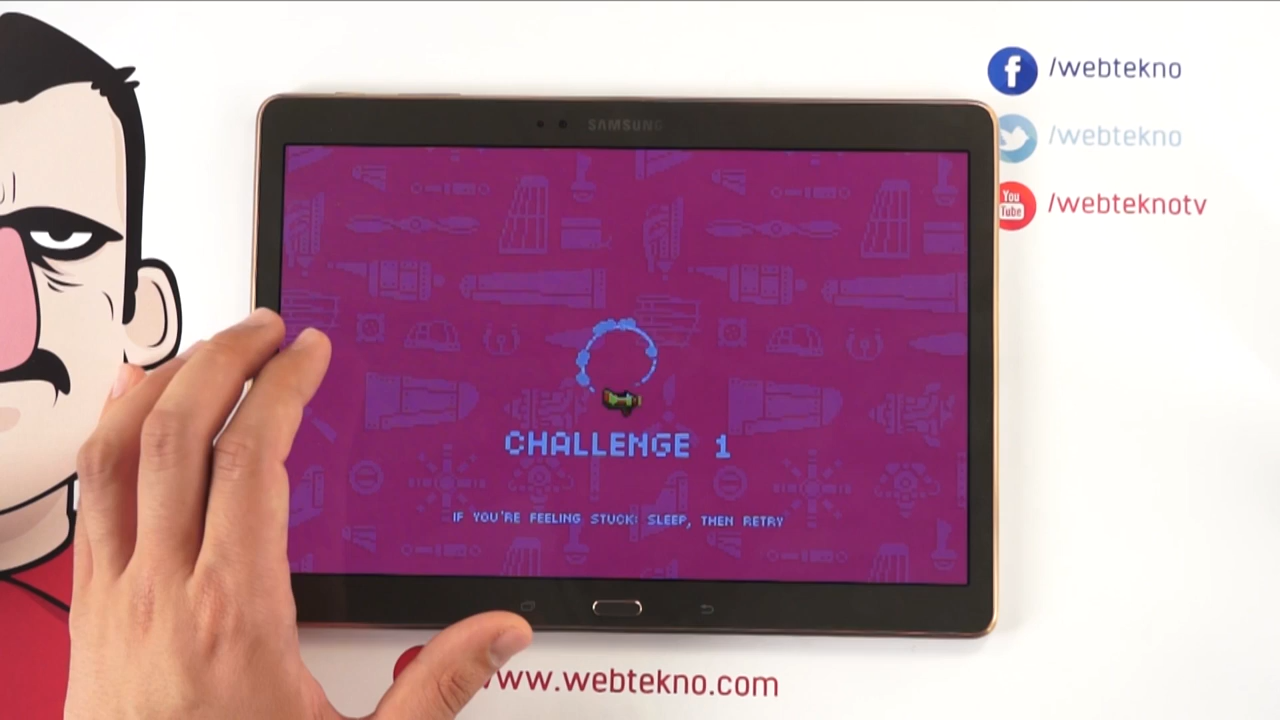 /webtekno
/webtekno
You
Tube
/webteknotv
SAMSUNG
CHALLENGE 1
IF YOU'RE FEELING STUCK: SLEEP, THEN RETRY
www.webtekno.com